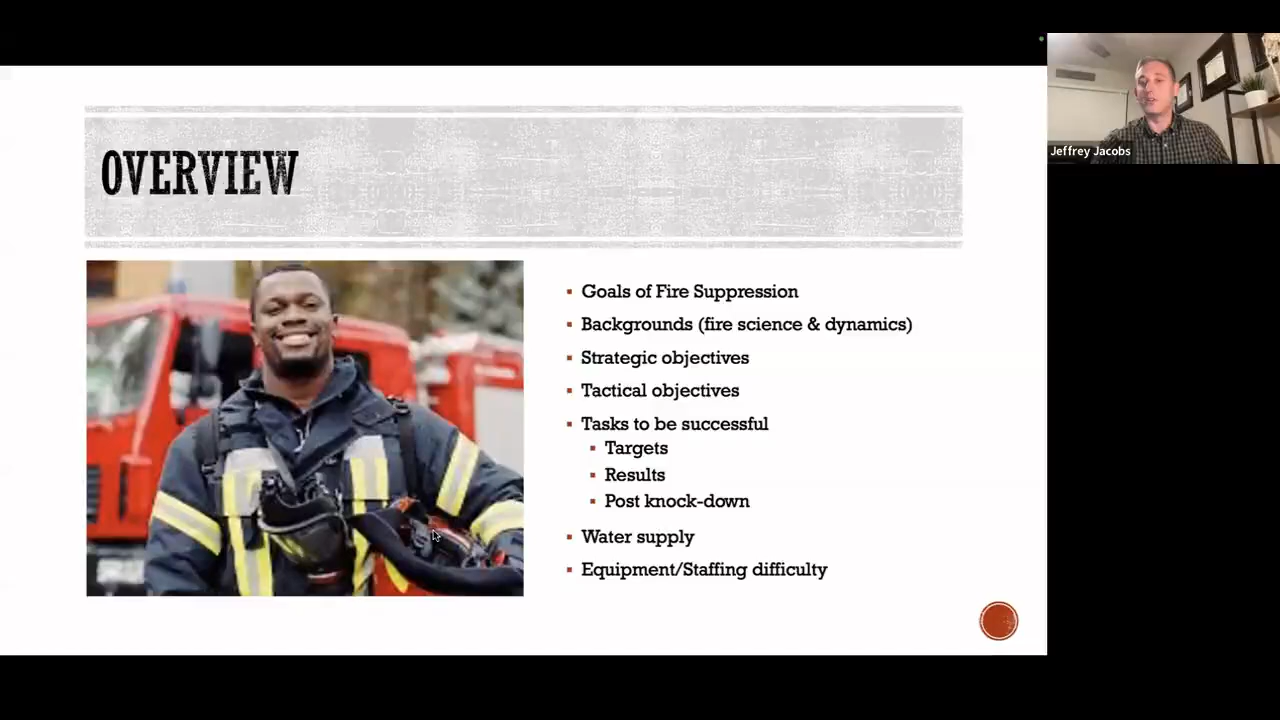 OVERVIEW
Goals of Fire Suppression
Backgrounds (fire science & dynamics)
Strategic objectives
Tactical objectives
Tasks to be successful
Targets
Results
Post knock-down
Water supply
Equipment/Staffing difficulty
Jeffrey Jacobs